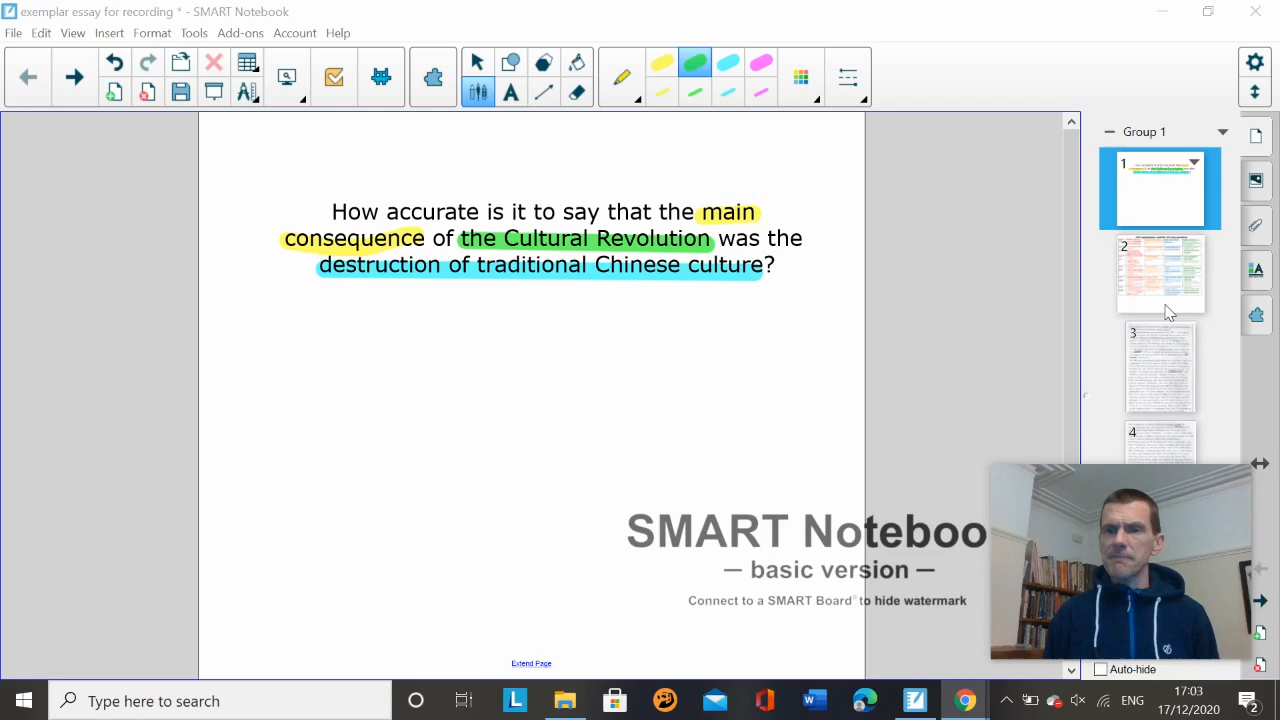 exemplar essay for recording * - SMART Notebook
File Edit View Insert Format Tools Add-ons Account Help
Group 1
1
2
3
4
How accurate is it to say that the main
consequence of the Cultural Revolution was the
destruction of traditional Chinese culture?
SMART Noteboo
— basic version —
Connect to a SMART Board® to hide watermark
Extend Page
Auto-hide
Type here to search
ENG
17:03
17/12/2020
2